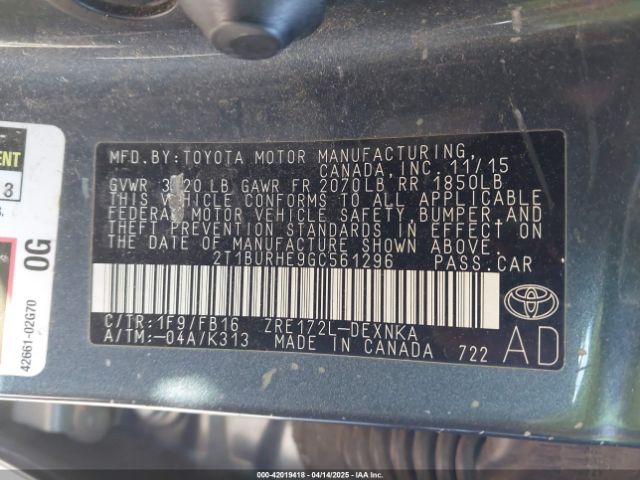 MFD.BY:TOYOTA MOTOR MANUFACTURING,
CANADA, INC. 11/15
GVWR LB GAWR FR 2070LB RR 1850LB
THIS VEHICLE CONFORMS TO ALL APPLICABLE
FEDERAL MOTOR VEHICLE SAFETY, BUMPER, AND
THEFT PREVENTION STANDARDS IN EFFECT ON
THE DATE OF MANUFACTURE SHOWN ABOVE.
2T1BURHE9GC561296 PASS.CAR
C/TR:1F9/FB16 ZRE172L-DEXNKA
A/TM:-04A/K313 MADE IN CANADA 722
AD
0G
42661-02G70
000-42019418 - 04/14/2025 - IAA Inc.